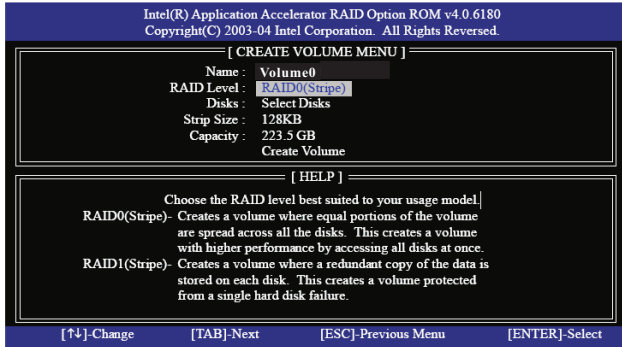 Intel(R) Application Accelerator RAID Option ROM v4.0.6180
Copyright(C) 2003-04 Intel Corporation. All Rights Reversed.
[ CREATE VOLUME MENU ]
Name : Volume0
RAID Level : RAID0(Stripe)
Disks : Select Disks
Strip Size : 128KB
Capacity : 223.5 GB
Create Volume
[ HELP ]
Choose the RAID level best suited to your usage model.
RAID0(Stripe)- Creates a volume where equal portions of the volume
are spread across all the disks. This creates a volume
with higher performance by accessing all disks at once.
RAID1(Stripe)- Creates a volume where a redundant copy of the data is
stored on each disk. This creates a volume protected
from a single hard disk failure.
[↑↓]-Change [TAB]-Next [ESC]-Previous Menu [ENTER]-Select